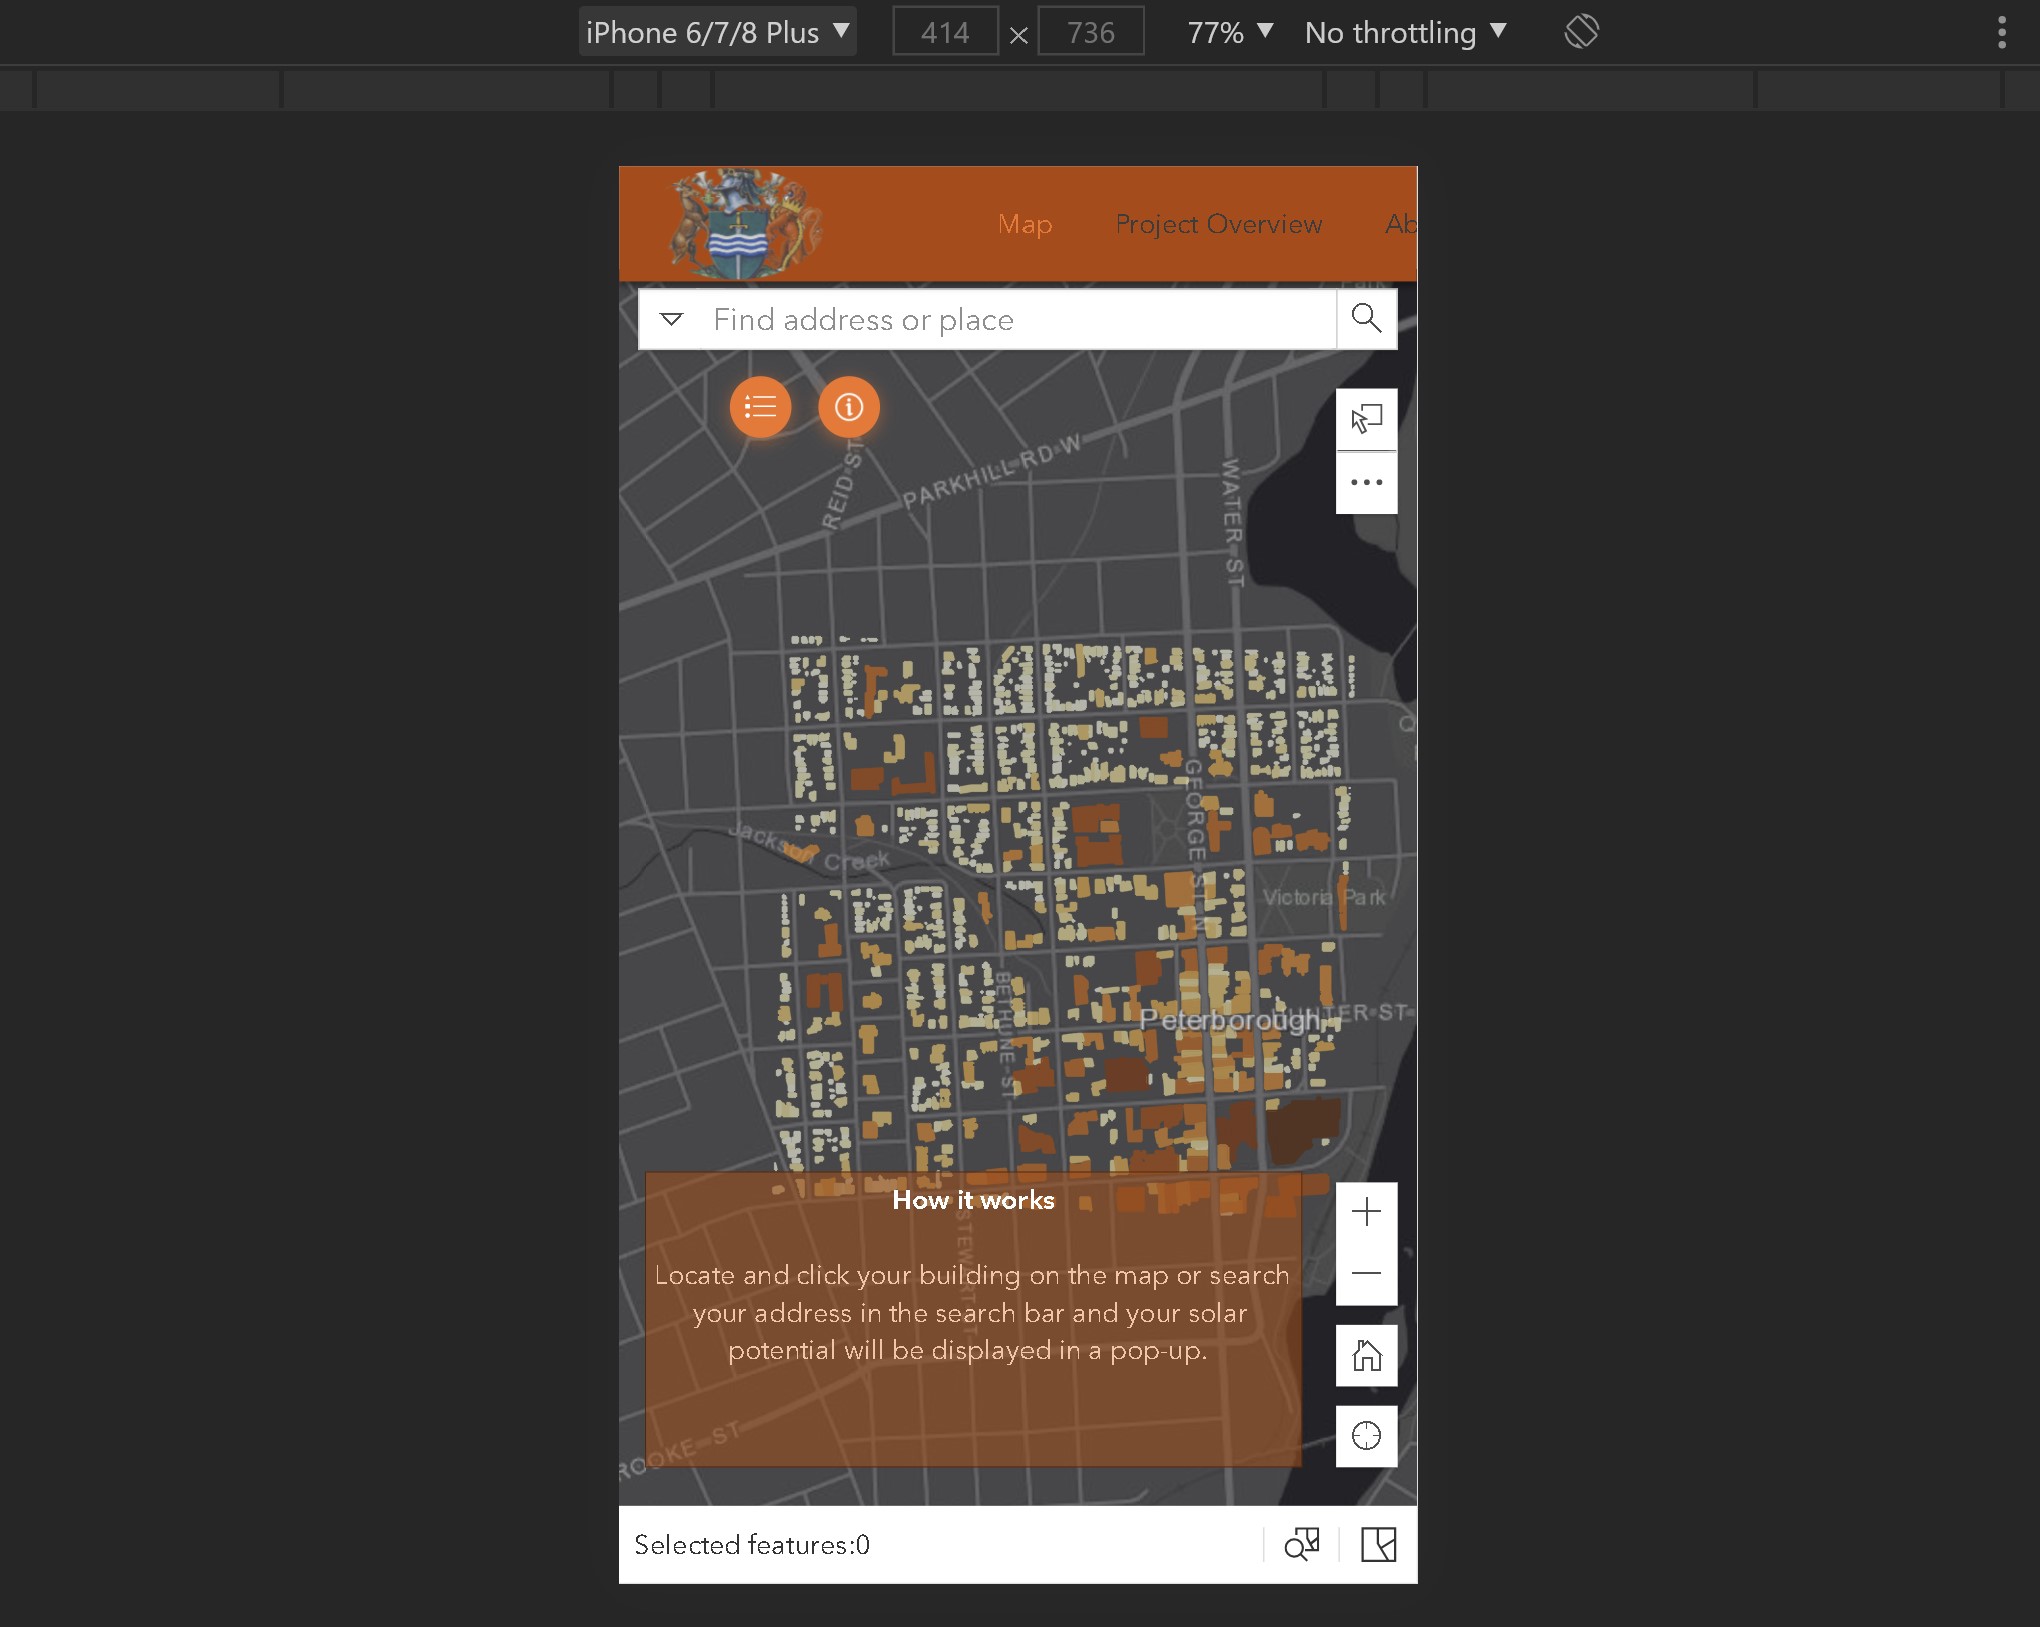 iPhone 6/7/8 Plus 414 × 736 77% No throttling
Map Project Overview Ab
Find address or place
REID ST
PARKHILL RD W
WATER ST
Jackson Creek
GEORGE ST N
Victoria Park
BETHUNE ST
Peterborough
HUNTER ST
How it works
STEWART ST
Locate and click your building on the map or search
your address in the search bar and your solar
potential will be displayed in a pop-up.
ROOKE ST
Selected features:0